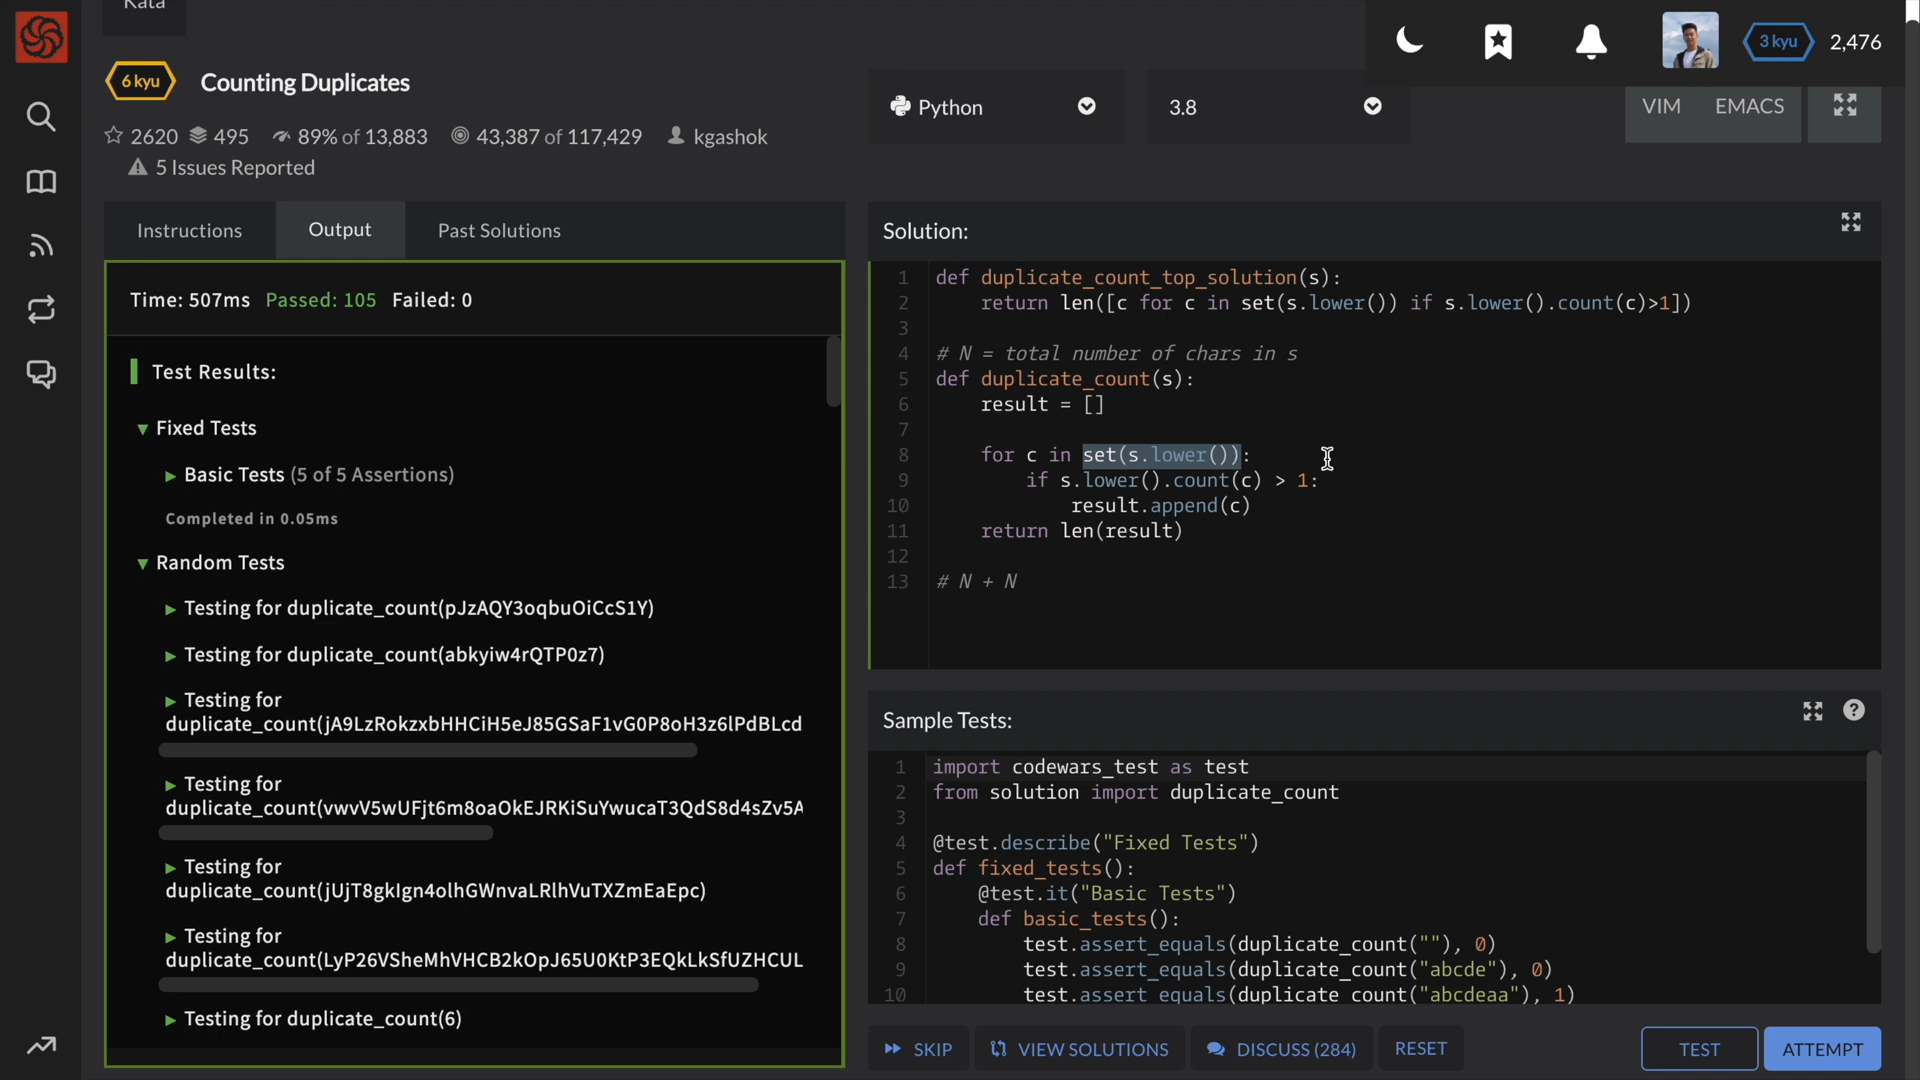 Kata
3 kyu 2,476
6 kyu Counting Duplicates
2620 495 89% of 13,883 43,387 of 117,429 kgashok
5 Issues Reported
Python
3.8
VIM EMACS
Instructions Output Past Solutions
Time: 507ms Passed: 105 Failed: 0
Test Results:
Fixed Tests
Basic Tests (5 of 5 Assertions)
Completed in 0.05ms
Random Tests
Testing for duplicate_count(pJzAQY3oqbuOiCcS1Y)
Testing for duplicate_count(abkyiw4rQTP0z7)
Testing for
duplicate_count(jA9LzRokzxbHHCiH5eJ85GSaF1vG0P8oH3z6lPdBLcd
Testing for
duplicate_count(vwvV5wUFjt6m8oaOkEJRKiSuYwucaT3QdS8d4sZv5A
Testing for
duplicate_count(jUjT8gkIgn4olhGWnvaLRlhVuTXZmEaEpc)
Testing for
duplicate_count(LyP26VSheMhVHCB2kOpJ65U0KtP3EQkLkSfUZHCUL
Testing for duplicate_count(6)
Solution:
1 def duplicate_count_top_solution(s):
2 return len([c for c in set(s.lower()) if s.lower().count(c)>1])
3
4 # N = total number of chars in s
5 def duplicate_count(s):
6 result = []
7
8 for c in set(s.lower()):
9 if s.lower().count(c) > 1:
10 result.append(c)
11 return len(result)
12
13 # N + N
Sample Tests:
1 import codewars_test as test
2 from solution import duplicate_count
3
4 @test.describe("Fixed Tests")
5 def fixed_tests():
6 @test.it("Basic Tests")
7 def basic_tests():
8 test.assert_equals(duplicate_count(""), 0)
9 test.assert_equals(duplicate_count("abcde"), 0)
10 test.assert_equals(duplicate_count("abcdeaa"), 1)
SKIP VIEW SOLUTIONS DISCUSS (284) RESET TEST ATTEMPT